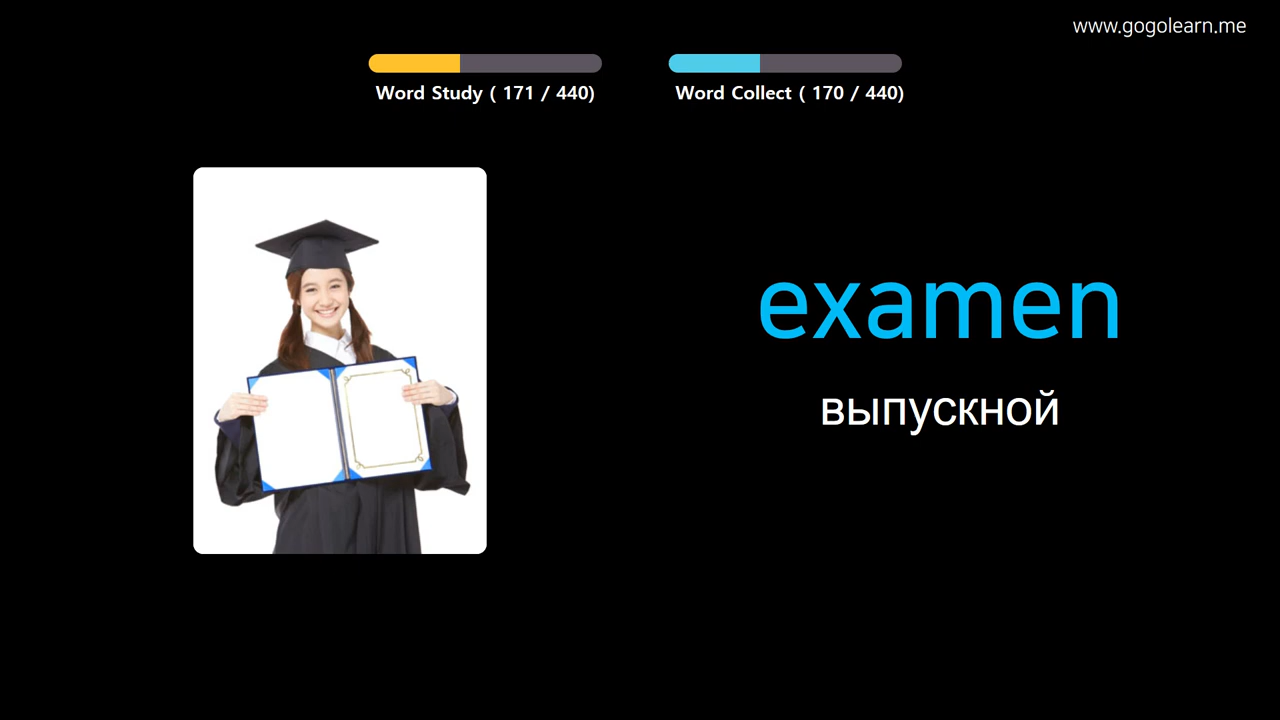 www.gogolearn.me
Word Study ( 171 / 440)
Word Collect ( 170 / 440)
examen
выпускной